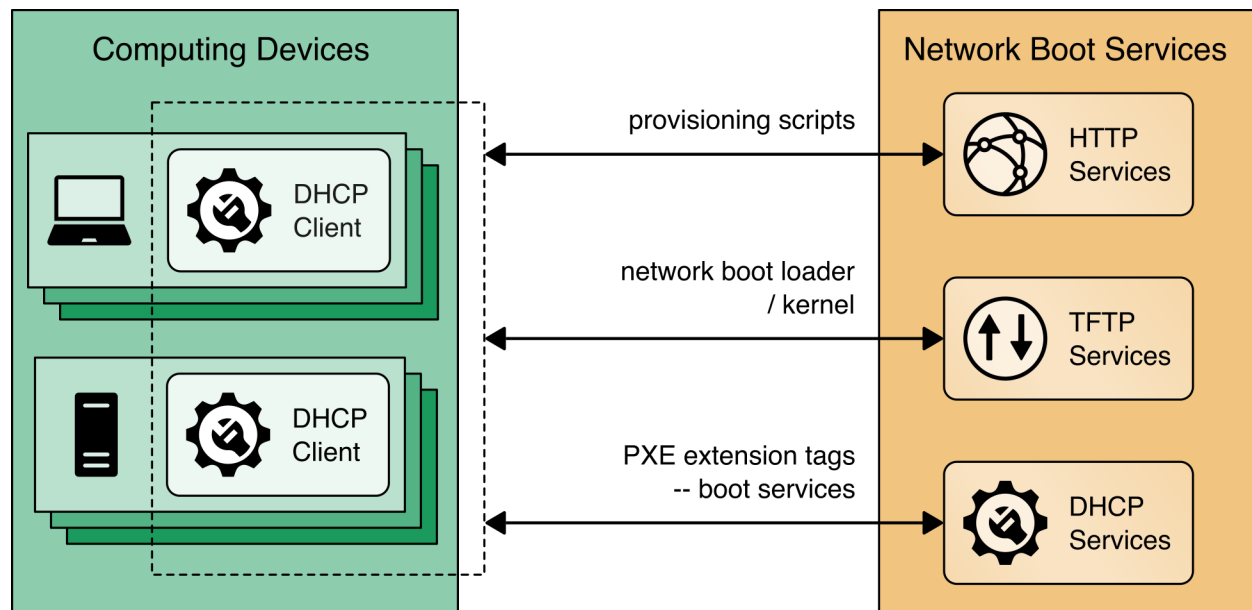 Computing Devices
DHCP
Client
DHCP
Client
provisioning scripts
network boot loader
/ kernel
PXE extension tags
-- boot services
Network Boot Services
HTTP
Services
TFTP
Services
DHCP
Services